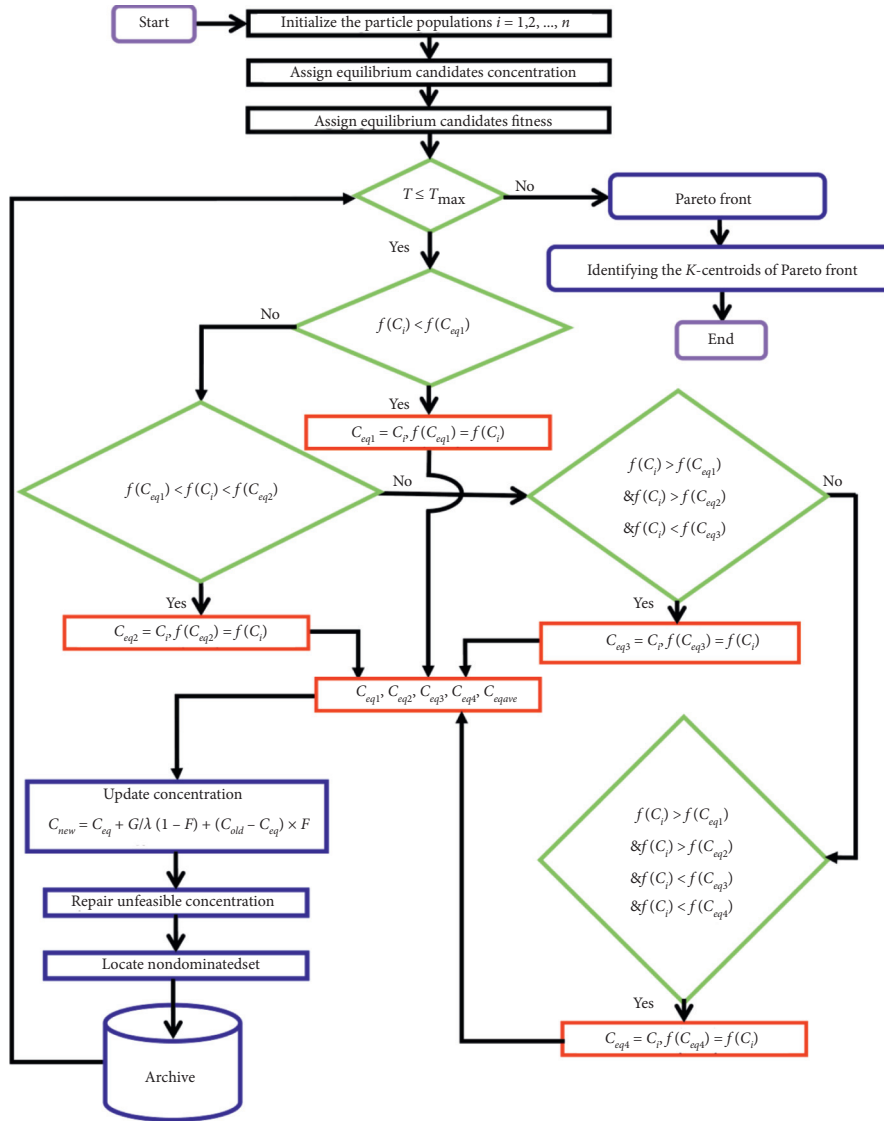 Start
Initialize the particle populations i = 1,2, ..., n
Assign equilibrium candidates concentration
Assign equilibrium candidates fitness
T ≤ Tmax
No
Pareto front
Yes
Identifying the K-centroids of Pareto front
No
f(Ci) < f(Ceq1)
End
Yes
Ceq1 = Ci, f(Ceq1) = f(Ci)
f(Ceq1) < f(Ci) < f(Ceq2)
No
f(Ci) > f(Ceq1)
&f(Ci) > f(Ceq2)
&f(Ci) < f(Ceq3)
No
Yes
Yes
Ceq2 = Ci, f(Ceq2) = f(Ci)
Ceq3 = Ci, f(Ceq3) = f(Ci)
Ceq1, Ceq2, Ceq3, Ceq4, Ceqave
Update concentration
Cnew = Ceq + G/λ (1 – F) + (Cold – Ceq) × F
f(Ci) > f(Ceq1)
&f(Ci) > f(Ceq2)
&f(Ci) < f(Ceq3)
&f(Ci) < f(Ceq4)
Repair unfeasible concentration
Locate nondominatedset
Yes
Ceq4 = Ci, f(Ceq4) = f(Ci)
Archive